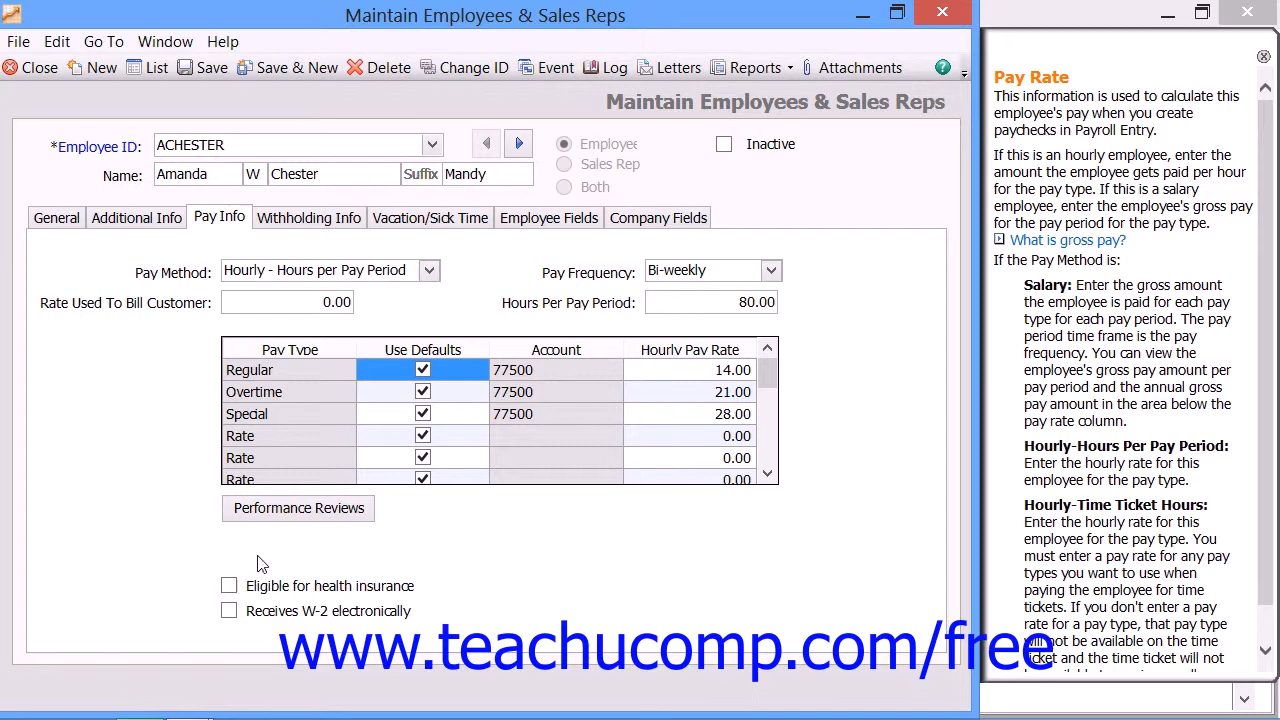 Maintain Employees & Sales Reps
File Edit Go To Window Help
Close New List Save Save & New Delete Change ID Event Log Letters Reports Attachments
Maintain Employees & Sales Reps
*Employee ID: ACHESTER
Employee
Inactive
Name: Amanda W Chester Suffix Mandy
Sales Rep
Both
General Additional Info Pay Info Withholding Info Vacation/Sick Time Employee Fields Company Fields
Pay Method: Hourly - Hours per Pay Period Pay Frequency: Bi-weekly
Rate Used To Bill Customer: 0.00 Hours Per Pay Period: 80.00
Pay Type Use Defaults Account Hourly Pay Rate
Regular 77500 14.00
Overtime 77500 21.00
Special 77500 28.00
Rate 0.00
Rate 0.00
Rate 0.00
Performance Reviews
Eligible for health insurance
Receives W-2 electronically
Pay Rate
This information is used to calculate this
employee's pay when you create
paychecks in Payroll Entry.
If this is an hourly employee, enter the
amount the employee gets paid per hour
for the pay type. If this is a salary
employee, enter the employee's gross pay
for the pay period for the pay type.
What is gross pay?
If the Pay Method is:
Salary: Enter the gross amount
the employee is paid for each pay
type for each pay period. The pay
period time frame is the pay
frequency. You can view the
employee's gross pay amount per
pay period and the annual gross
pay amount in the area below the
pay rate column.
Hourly-Hours Per Pay Period:
Enter the hourly rate for this
employee for the pay type.
Hourly-Time Ticket Hours:
Enter the hourly rate for this
employee for the pay type. You
must enter a pay rate for any pay
types you want to use when
paying the employee for time
tickets. If you don't enter a pay
rate for a pay type, that pay type
will not be available on the time
ticket and the time ticket will not
www.teachucomp.com/free